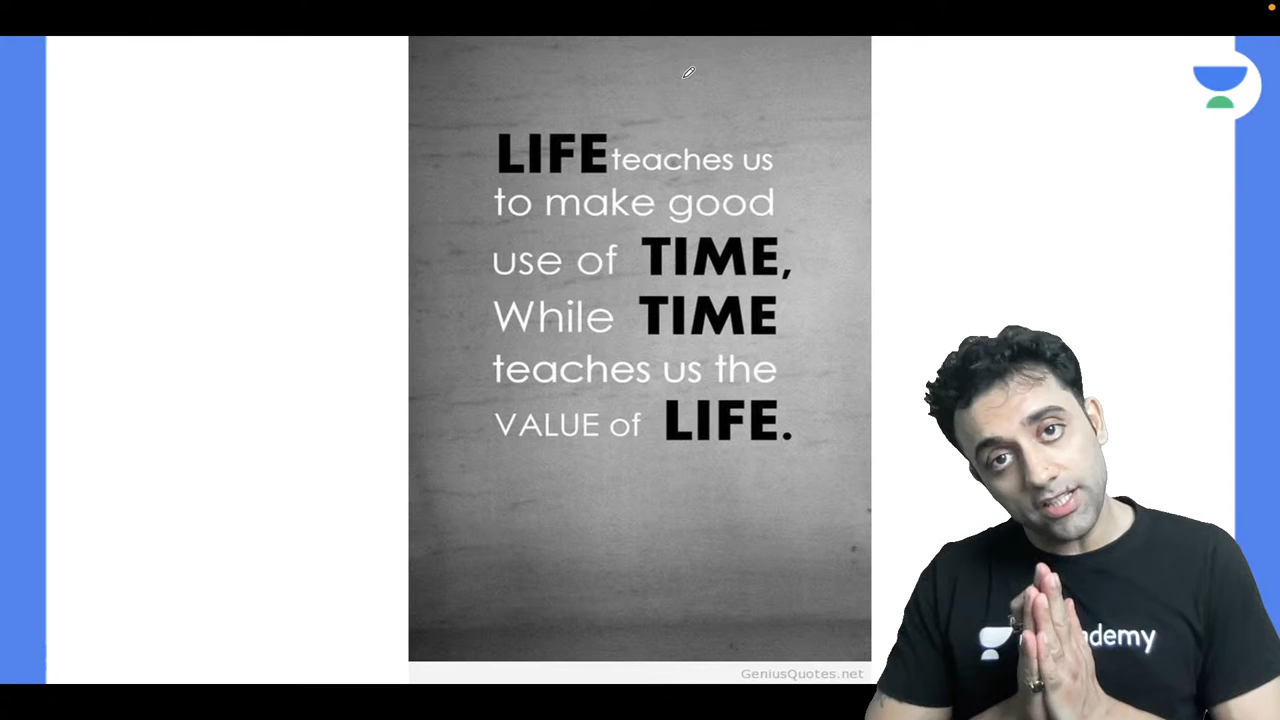 LIFE teaches us
to make good
use of TIME,
While TIME
teaches us the
VALUE of LIFE.
GeniusQuotes.net